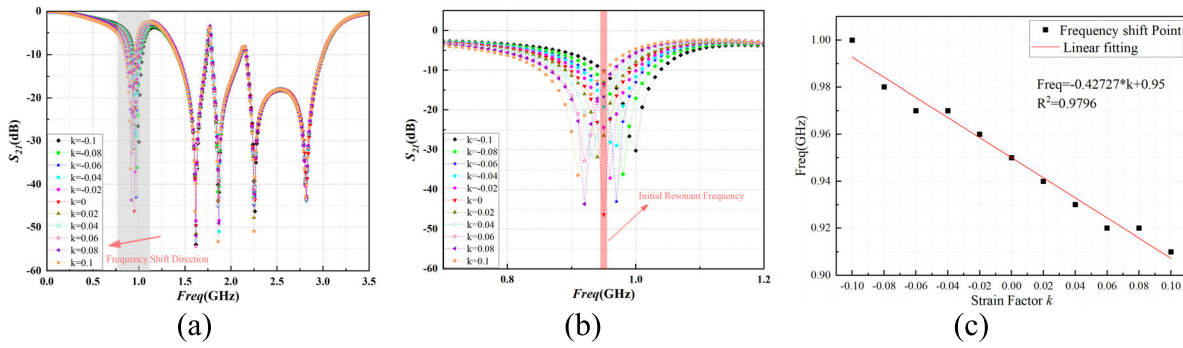 S21(dB)
0
-10
-20
-30
-40
-50
-60
k=-0.1
k=-0.08
k=-0.06
k=-0.04
k=-0.02
k=0
k=0.02
k=0.04
k=0.06
k=0.08
k=0.1
Frequency Shift Direction
0.0 0.5 1.0 1.5 2.0 2.5 3.0 3.5
Freq(GHz)
(a)
S21(dB)
5
0
-10
-20
-30
-40
-50
-60
k=-0.1
k=-0.08
k=-0.06
k=-0.04
k=-0.02
k=0
k=0.02
k=0.04
k=0.06
k=0.08
k=0.1
Initial Resonant Frequency
0.8 1.0 1.2
Freq(GHz)
(b)
Frequency shift Point
Linear fitting
Freq=-0.42727*k+0.95
R²=0.9796
Freq(GHz)
1.00
0.98
0.96
0.94
0.92
0.90
-0.10 -0.08 -0.06 -0.04 -0.02 0.00 0.02 0.04 0.06 0.08 0.10
Strain Factor k
(c)